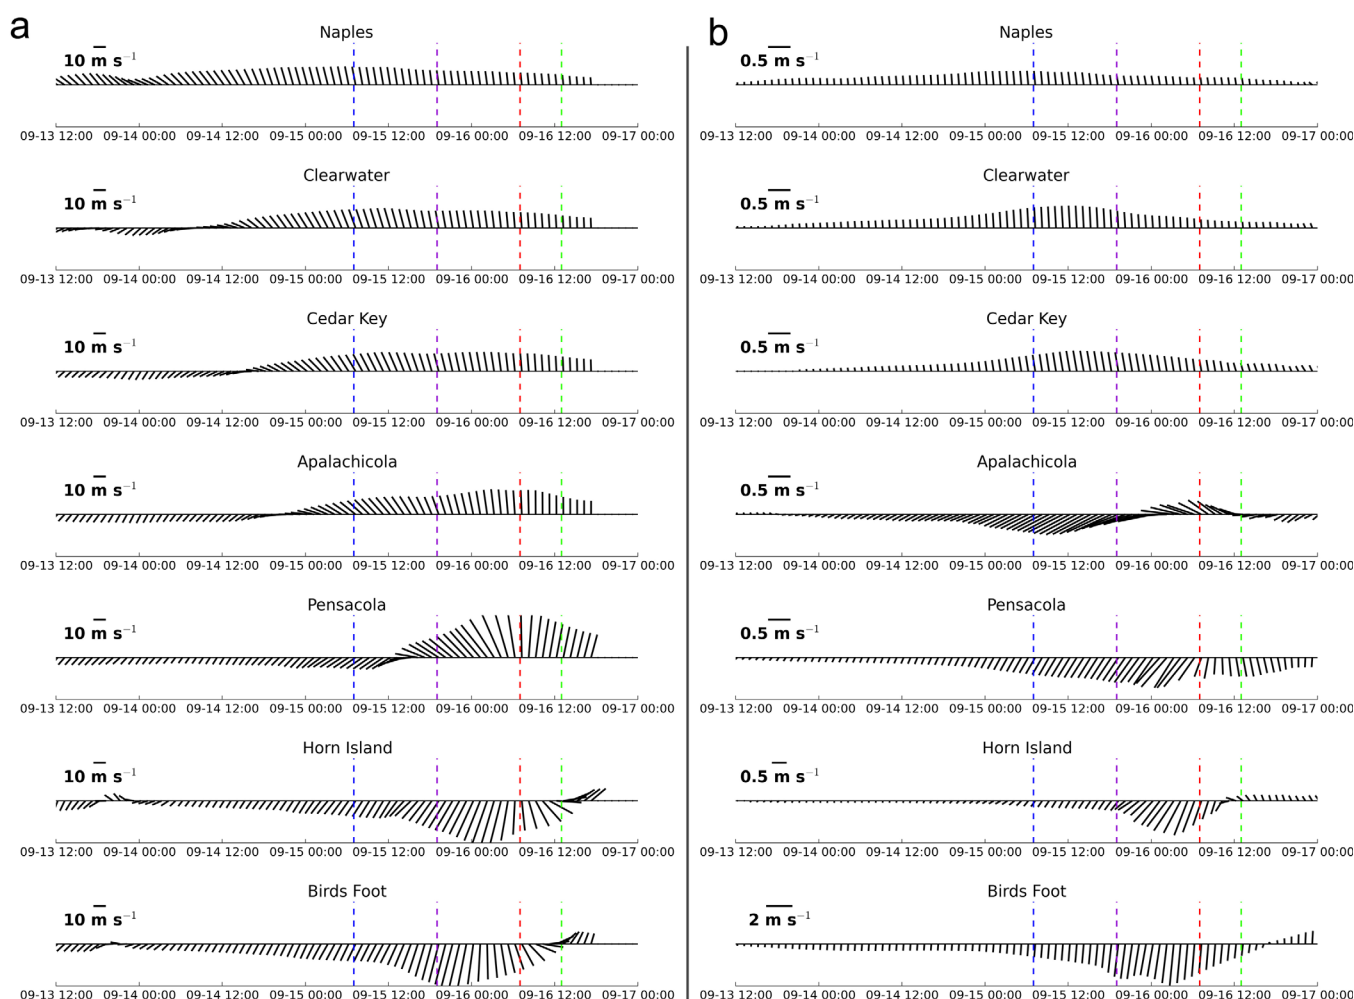 a
b
Naples
Naples
10 m s−1
0.5 m s−1
09-13 12:00 09-14 00:00 09-14 12:00 09-15 00:00 09-15 12:00 09-16 00:00 09-16 12:00 09-17 00:00
09-13 12:00 09-14 00:00 09-14 12:00 09-15 00:00 09-15 12:00 09-16 00:00 09-16 12:00 09-17 00:00
Clearwater
Clearwater
10 m s−1
0.5 m s−1
09-13 12:00 09-14 00:00 09-14 12:00 09-15 00:00 09-15 12:00 09-16 00:00 09-16 12:00 09-17 00:00
09-13 12:00 09-14 00:00 09-14 12:00 09-15 00:00 09-15 12:00 09-16 00:00 09-16 12:00 09-17 00:00
Cedar Key
Cedar Key
10 m s−1
0.5 m s−1
09-13 12:00 09-14 00:00 09-14 12:00 09-15 00:00 09-15 12:00 09-16 00:00 09-16 12:00 09-17 00:00
09-13 12:00 09-14 00:00 09-14 12:00 09-15 00:00 09-15 12:00 09-16 00:00 09-16 12:00 09-17 00:00
Apalachicola
Apalachicola
10 m s−1
0.5 m s−1
09-13 12:00 09-14 00:00 09-14 12:00 09-15 00:00 09-15 12:00 09-16 00:00 09-16 12:00 09-17 00:00
09-13 12:00 09-14 00:00 09-14 12:00 09-15 00:00 09-15 12:00 09-16 00:00 09-16 12:00 09-17 00:00
Pensacola
Pensacola
10 m s−1
0.5 m s−1
09-13 12:00 09-14 00:00 09-14 12:00 09-15 00:00 09-15 12:00 09-16 00:00 09-16 12:00 09-17 00:00
09-13 12:00 09-14 00:00 09-14 12:00 09-15 00:00 09-15 12:00 09-16 00:00 09-16 12:00 09-17 00:00
Horn Island
Horn Island
10 m s−1
0.5 m s−1
09-13 12:00 09-14 00:00 09-14 12:00 09-15 00:00 09-15 12:00 09-16 00:00 09-16 12:00 09-17 00:00
09-13 12:00 09-14 00:00 09-14 12:00 09-15 00:00 09-15 12:00 09-16 00:00 09-16 12:00 09-17 00:00
Birds Foot
Birds Foot
10 m s−1
2 m s−1
09-13 12:00 09-14 00:00 09-14 12:00 09-15 00:00 09-15 12:00 09-16 00:00 09-16 12:00 09-17 00:00
09-13 12:00 09-14 00:00 09-14 12:00 09-15 00:00 09-15 12:00 09-16 00:00 09-16 12:00 09-17 00:00